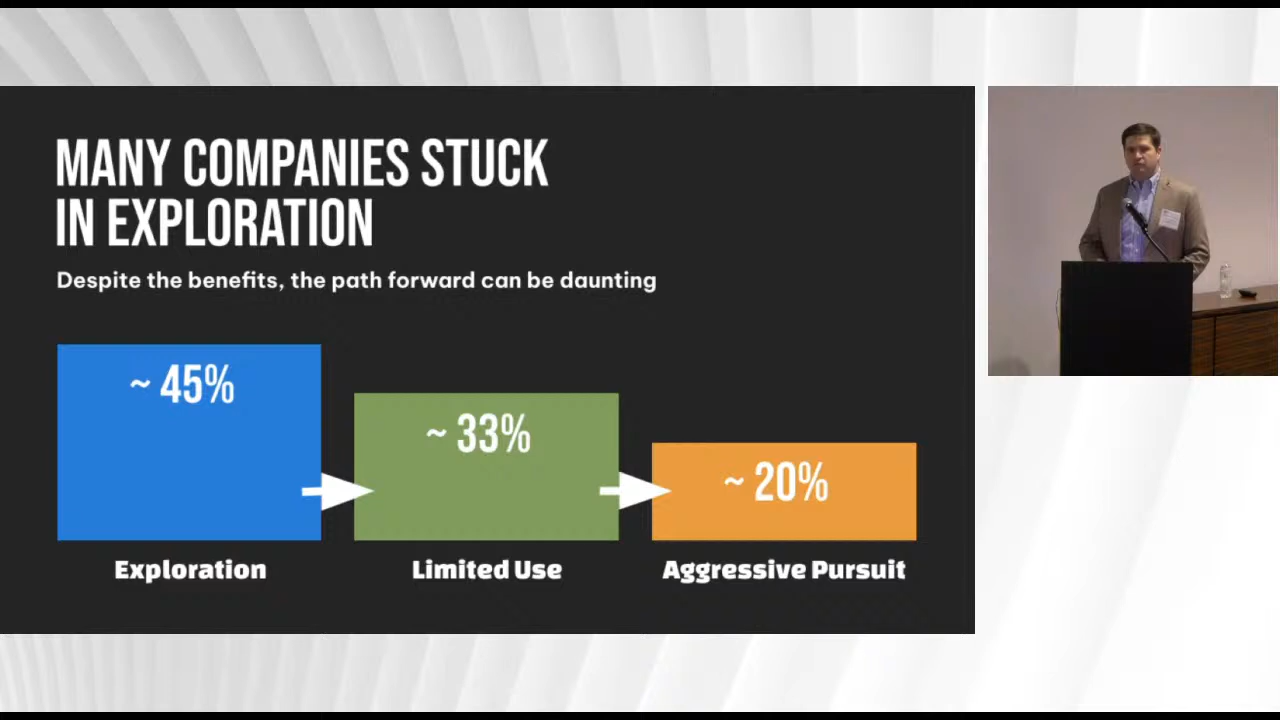 MANY COMPANIES STUCK
IN EXPLORATION
Despite the benefits, the path forward can be daunting
~ 45%
~ 33%
~ 20%
Exploration
Limited Use
Aggressive Pursuit